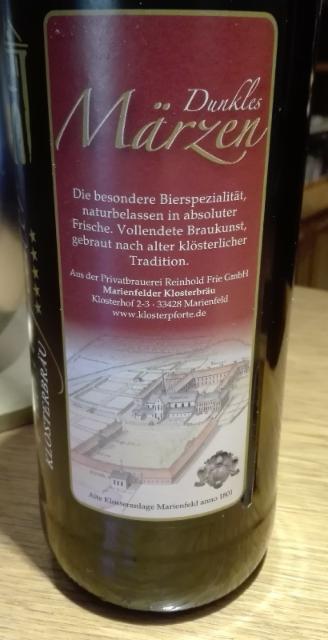 Dunkles
Märzen
Die besondere Bierspezialität,
naturbelassen in absoluter
Frische. Vollendete Braukunst,
gebraut nach alter klösterlicher
Tradition.
Aus der Privatbrauerei Reinhold Frie GmbH
Marienfelder Klosterbräu
Klosterhof 2-3 · 33428 Marienfeld
www.klosterpforte.de
Alte Klosteranlage Marienfeld anno 1801
KLOSTERBRÄU